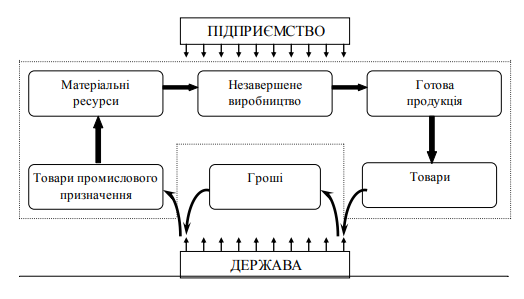 ПІДПРИЄМСТВО
Матеріальні
ресурси
Незавершене
виробництво
Готова
продукція
Товари промислового
призначення
Гроші
Товари
ДЕРЖАВА